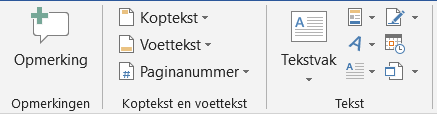 Opmerking
Opmerkingen
Koptekst
Voettekst
Paginanummer
Koptekst en voettekst
Tekstvak
Tekst